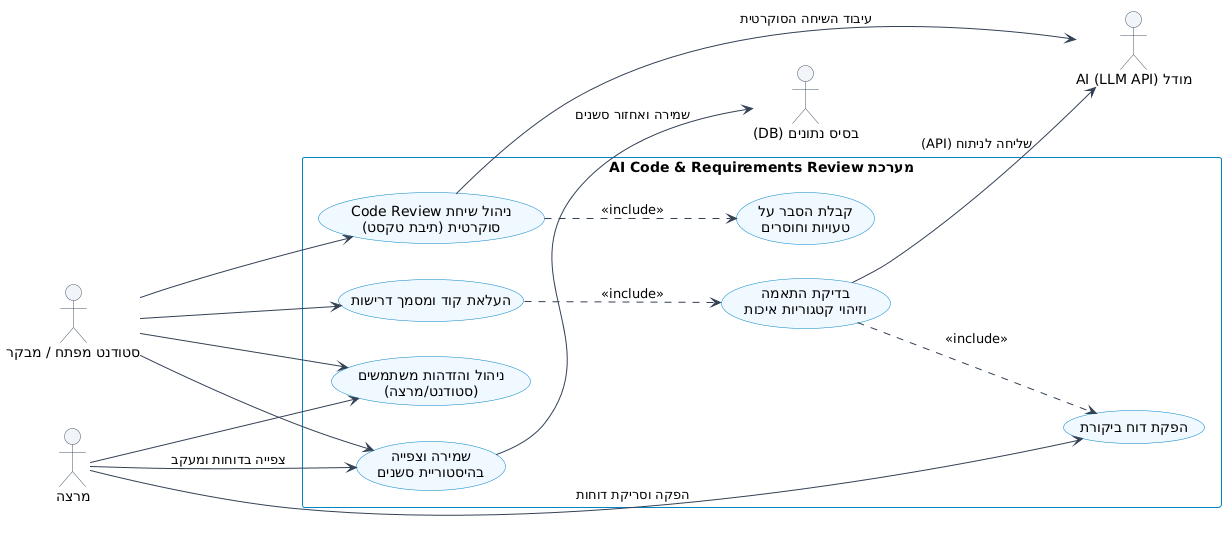 עיבוד השיחה הסוקרטית
מודל AI (LLM API)
שמירה ואחזור סשנים
בסיס נתונים (DB)
שליחה לניתוח (API)
מערכת AI Code & Requirements Review
ניהול שיחת Code Review
סוקרטית (תיבת טקסט)
«include»
קבלת הסבר על
טעויות וחוסרים
העלאת קוד ומסמך דרישות
«include»
בדיקת התאמה
וזיהוי קטגוריות איכות
«include»
סטודנט מפתח / מבקר
ניהול והזדהות משתמשים
(סטודנט/מרצה)
הפקת דוח ביקורת
שמירה וצפייה
בהיסטוריית סשנים
צפייה בדוחות ומעקב
מרצה
הפקה וסריקת דוחות